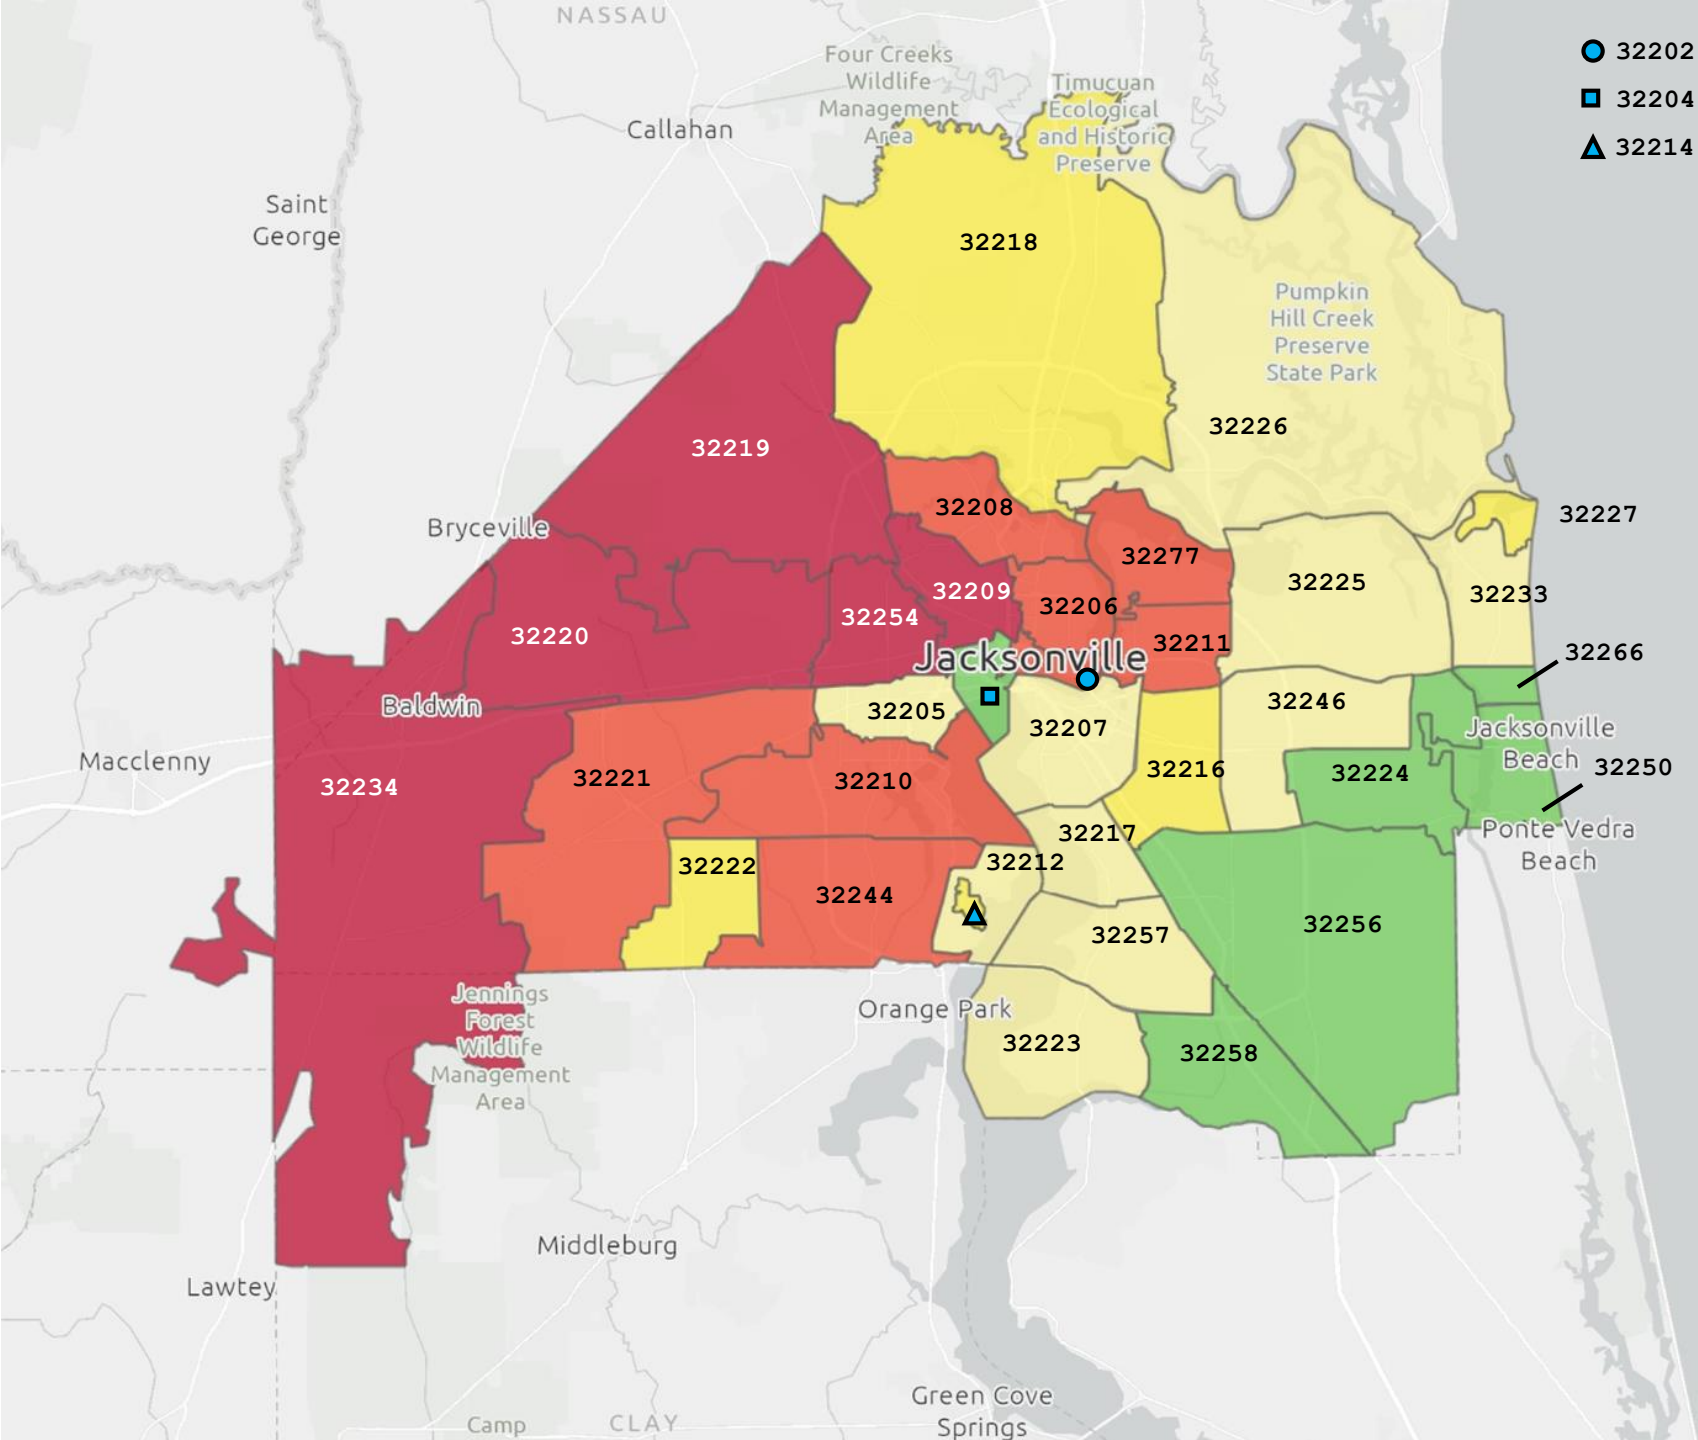 NASSAU
32202
Four Creeks
Wildlife
Management
Area
Timucuan
Ecological
and Historic
Preserve
32204
Callahan
32214
Saint
George
32218
Pumpkin
Hill Creek
Preserve
State Park
32226
32219
32208
32227
Bryceville
32277
32225
32209
32233
32206
32254
32220
32211
32266
Jacksonville
Baldwin
32246
32205
32207
Jacksonville
Beach
Macclenny
32216
32250
32224
32221
32210
32234
32217
Ponte Vedra
Beach
32212
32222
32244
32256
32257
Jennings
Forest
Wildlife
Management
Area
Orange Park
32223
32258
Middleburg
Lawtey
Green Cove
Springs
Camp
CLAY